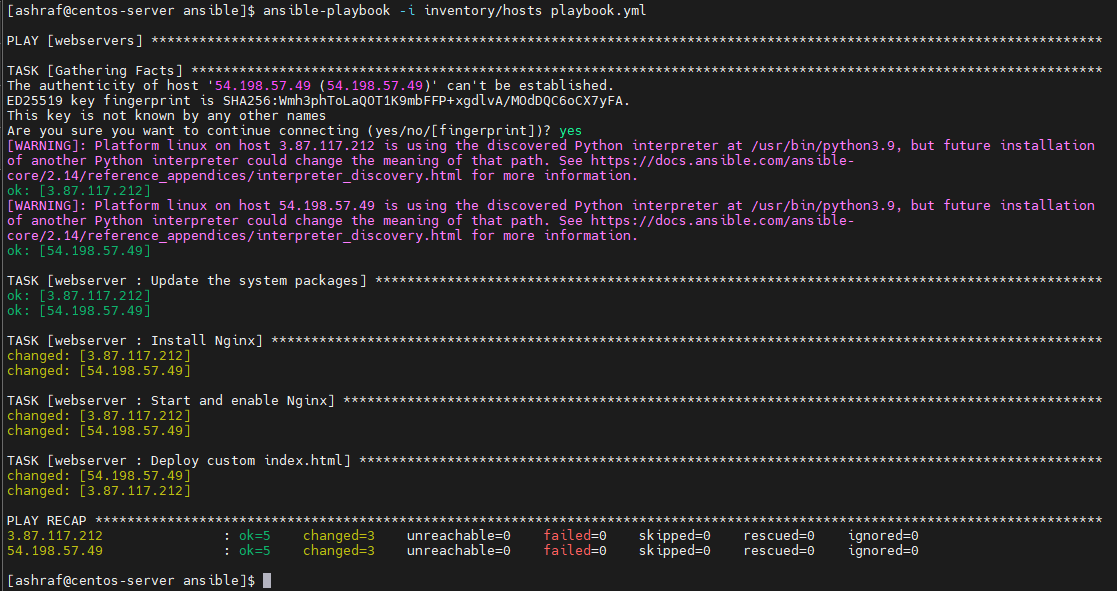 [ashraf@centos-server ansible]$ ansible-playbook -i inventory/hosts playbook.yml
PLAY [webservers] ***********************************************************************************************************************
TASK [Gathering Facts] ******************************************************************************************************************
The authenticity of host '54.198.57.49 (54.198.57.49)' can't be established.
ED25519 key fingerprint is SHA256:Wmh3phToLaQOT1K9mbFFP+xgdlvA/MOdDQC6oCX7yFA.
This key is not known by any other names
Are you sure you want to continue connecting (yes/no/[fingerprint])? yes
[WARNING]: Platform linux on host 3.87.117.212 is using the discovered Python interpreter at /usr/bin/python3.9, but future installation
of another Python interpreter could change the meaning of that path. See https://docs.ansible.com/ansible-
core/2.14/reference_appendices/interpreter_discovery.html for more information.
ok: [3.87.117.212]
[WARNING]: Platform linux on host 54.198.57.49 is using the discovered Python interpreter at /usr/bin/python3.9, but future installation
of another Python interpreter could change the meaning of that path. See https://docs.ansible.com/ansible-
core/2.14/reference_appendices/interpreter_discovery.html for more information.
ok: [54.198.57.49]
TASK [webserver : Update the system packages] *******************************************************************************************
ok: [3.87.117.212]
ok: [54.198.57.49]
TASK [webserver : Install Nginx] ********************************************************************************************************
changed: [3.87.117.212]
changed: [54.198.57.49]
TASK [webserver : Start and enable Nginx] ***********************************************************************************************
changed: [3.87.117.212]
changed: [54.198.57.49]
TASK [webserver : Deploy custom index.html] *********************************************************************************************
changed: [54.198.57.49]
changed: [3.87.117.212]
PLAY RECAP ******************************************************************************************************************************
3.87.117.212               : ok=5    changed=3    unreachable=0    failed=0    skipped=0    rescued=0    ignored=0
54.198.57.49               : ok=5    changed=3    unreachable=0    failed=0    skipped=0    rescued=0    ignored=0
[ashraf@centos-server ansible]$